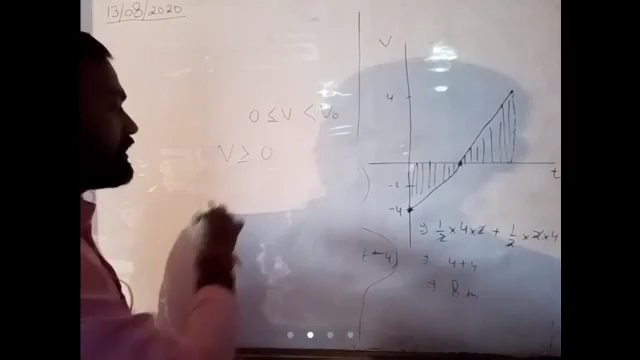 13/08/2020
0 ≤ V < V₀
V ≥ 0
V
4
t
-4
⇒ 1/2 × 4 × 2 + 1/2 × 2 × 4
⇒ 4+4
⇒ 8 m